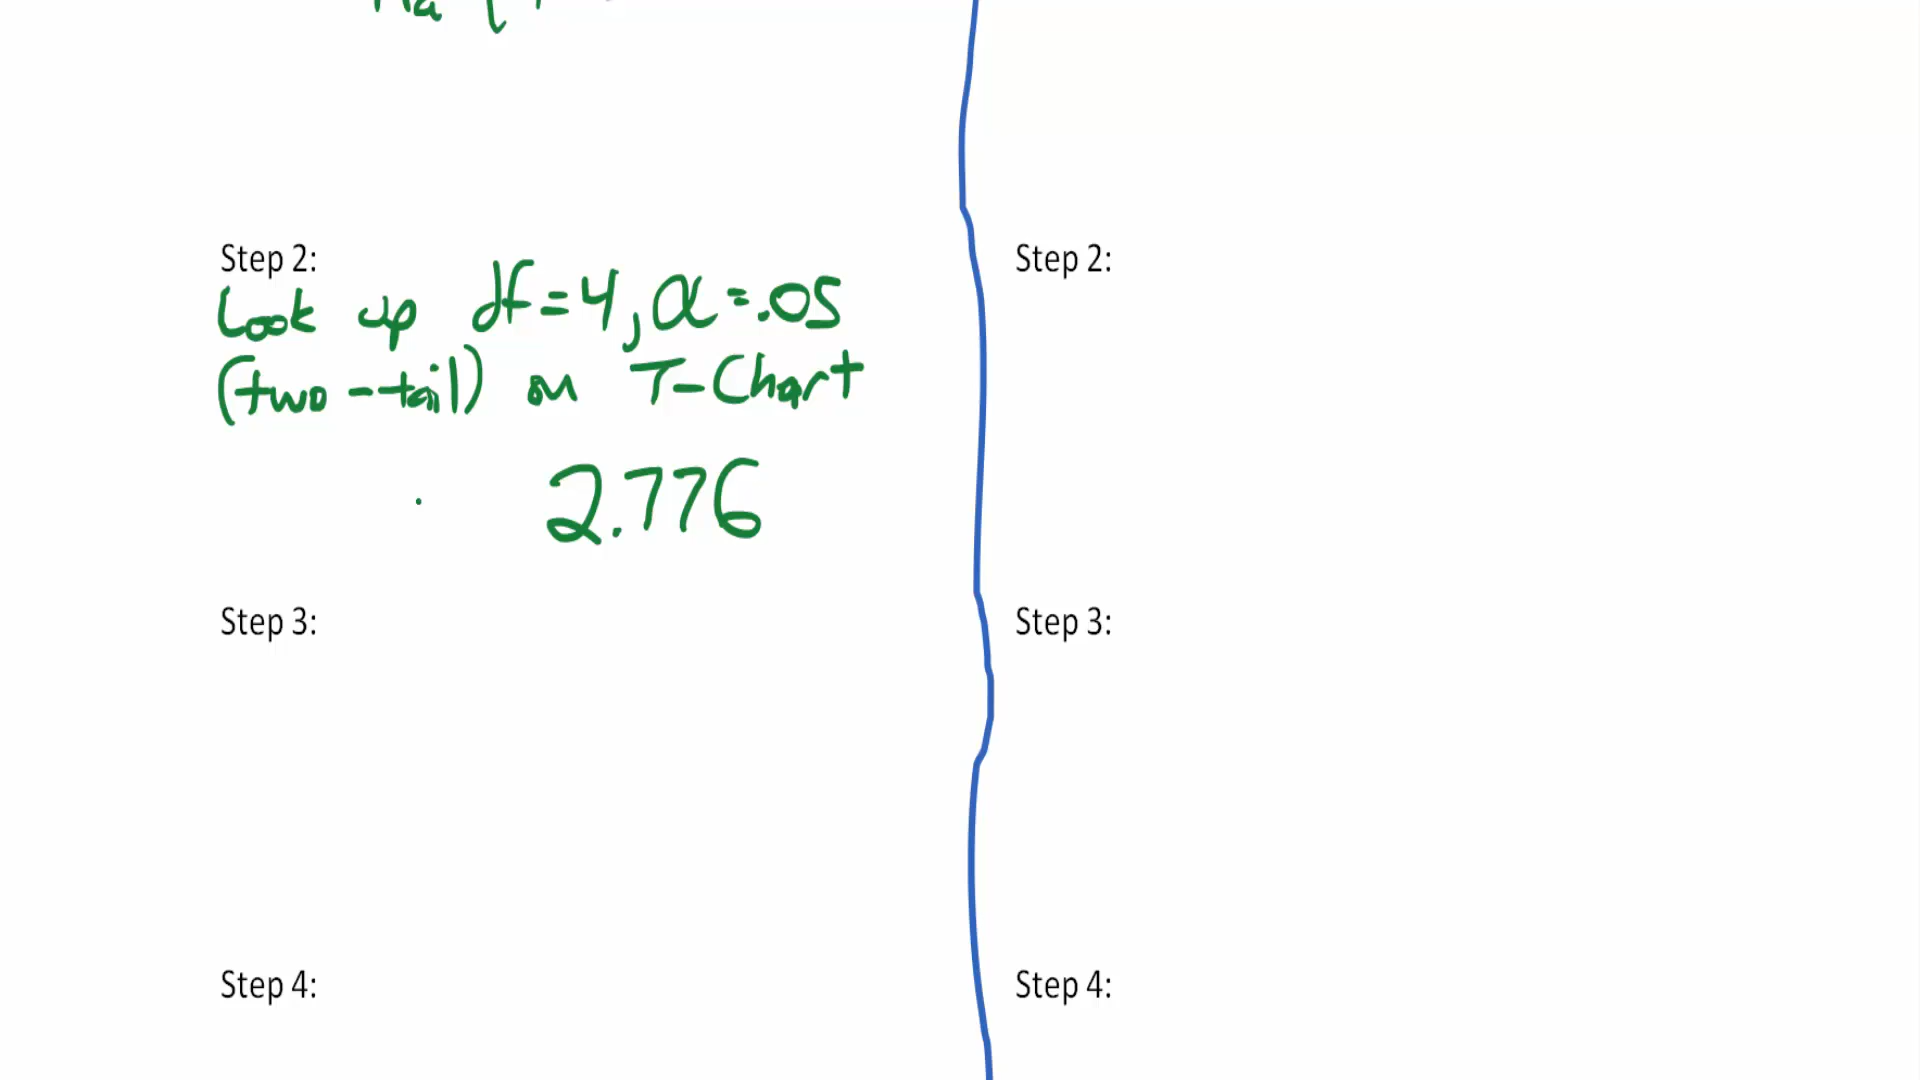 Ha
Step 2:
Look up df=4, α=.05
(two-tail) on T-Chart
2.776
Step 3:
Step 4:
Step 2:
Step 3:
Step 4: